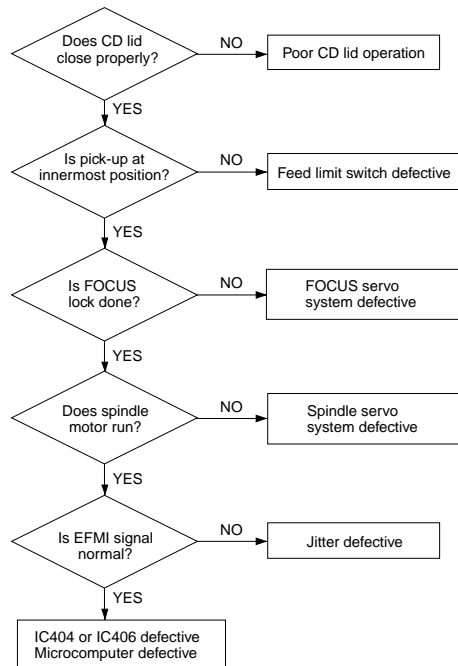 Does CD lid
close properly?
NO
Poor CD lid operation
YES
Is pick-up at
innermost position?
NO
Feed limit switch defective
YES
Is FOCUS
lock done?
NO
FOCUS servo
system defective
YES
Does spindle
motor run?
NO
Spindle servo
system defective
YES
Is EFMI signal
normal?
NO
Jitter defective
YES
IC404 or IC406 defective
Microcomputer defective